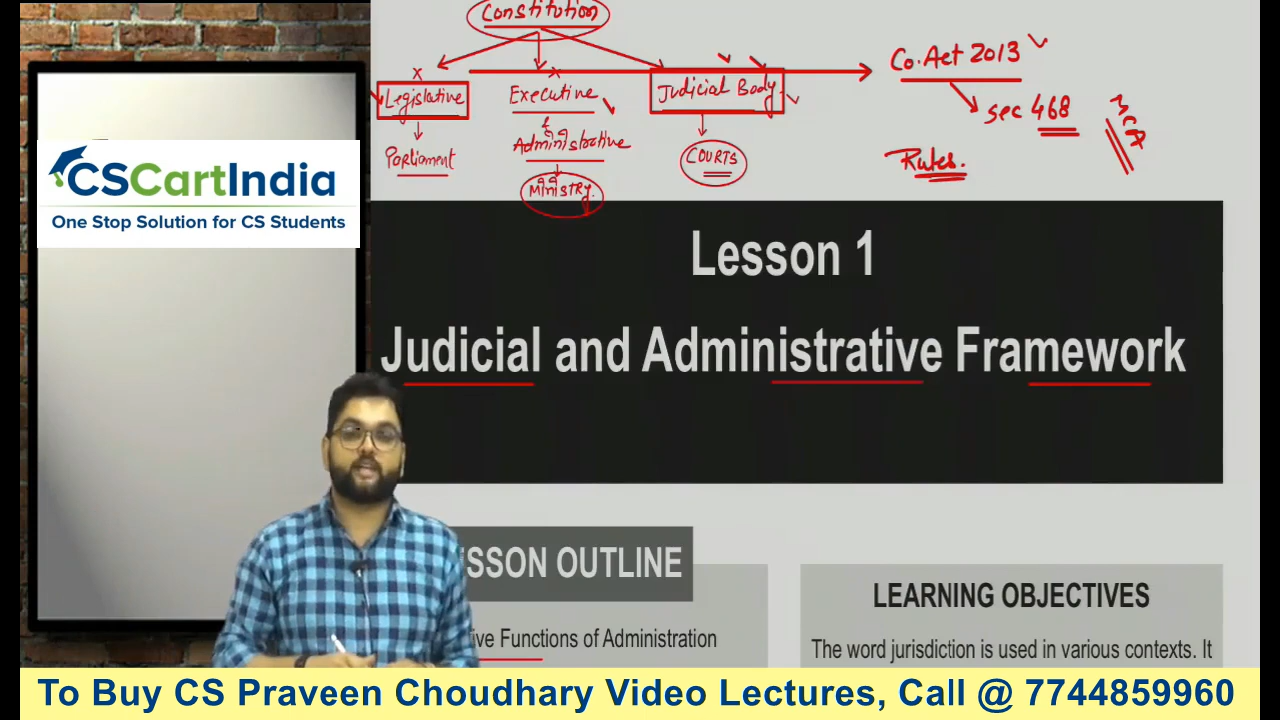 Constitution
Co. Act 2013
Legislative
Executive
Judicial Body
sec 468
&
Administrative
Parliament
COURTS
Rules.
Ministry.
CSCartIndia
One Stop Solution for CS Students
Lesson 1
Judicial and Administrative Framework
SSON OUTLINE
LEARNING OBJECTIVES
ive Functions of Administration
The word jurisdiction is used in various contexts. It
To Buy CS Praveen Choudhary Video Lectures, Call @ 7744859960